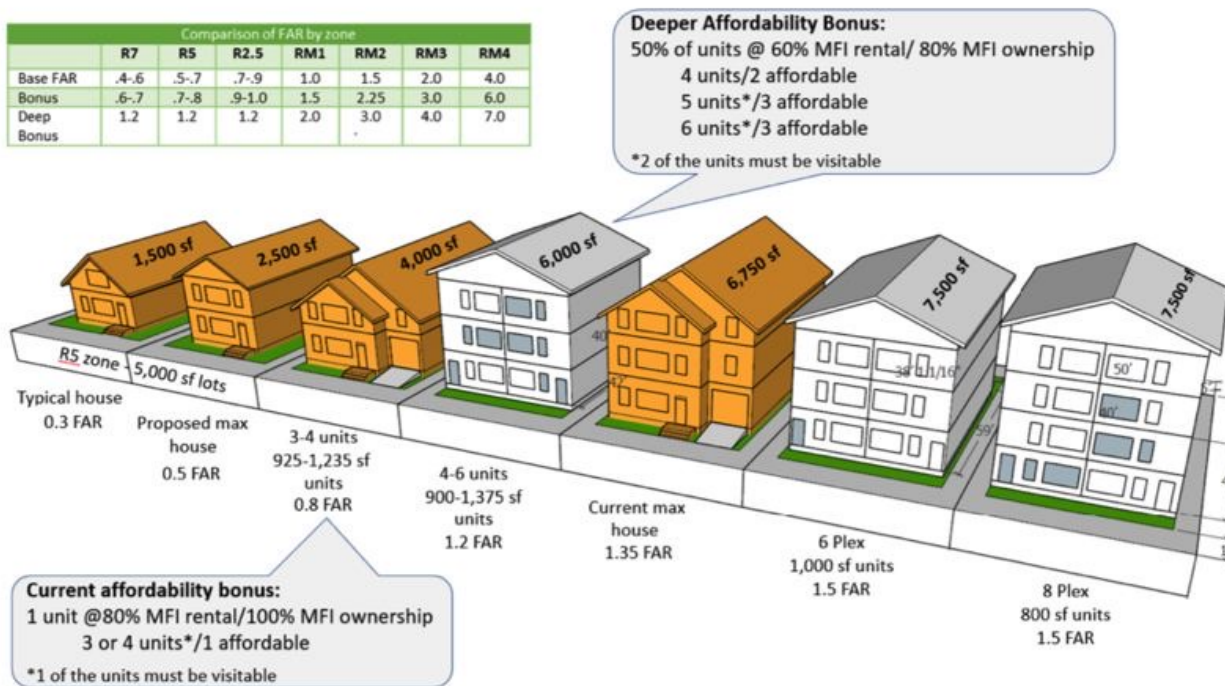 Comparison of FAR by zone
R7 R5 R2.5 RM1 RM2 RM3 RM4
Base FAR .4-.6 .5-.7 .7-.9 1.0 1.5 2.0 4.0
Bonus .6-.7 .7-.8 .9-1.0 1.5 2.25 3.0 6.0
Deep 1.2 1.2 1.2 2.0 3.0 4.0 7.0
Bonus
Deeper Affordability Bonus:
50% of units @ 60% MFI rental/ 80% MFI ownership
4 units/2 affordable
5 units*/3 affordable
6 units*/3 affordable
*2 of the units must be visitable
1,500 sf
2,500 sf
4,000 sf
6,000 sf
6,750 sf
7,500 sf
7,500 sf
40'
38'-1.1/16"
59'
50'
40'
R5 zone - 5,000 sf lots
Typical house
0.3 FAR
Proposed max
house
0.5 FAR
3-4 units
925-1,235 sf
units
0.8 FAR
4-6 units
900-1,375 sf
units
1.2 FAR
Current max
house
1.35 FAR
6 Plex
1,000 sf units
1.5 FAR
8 Plex
800 sf units
1.5 FAR
Current affordability bonus:
1 unit @80% MFI rental/100% MFI ownership
3 or 4 units*/1 affordable
*1 of the units must be visitable